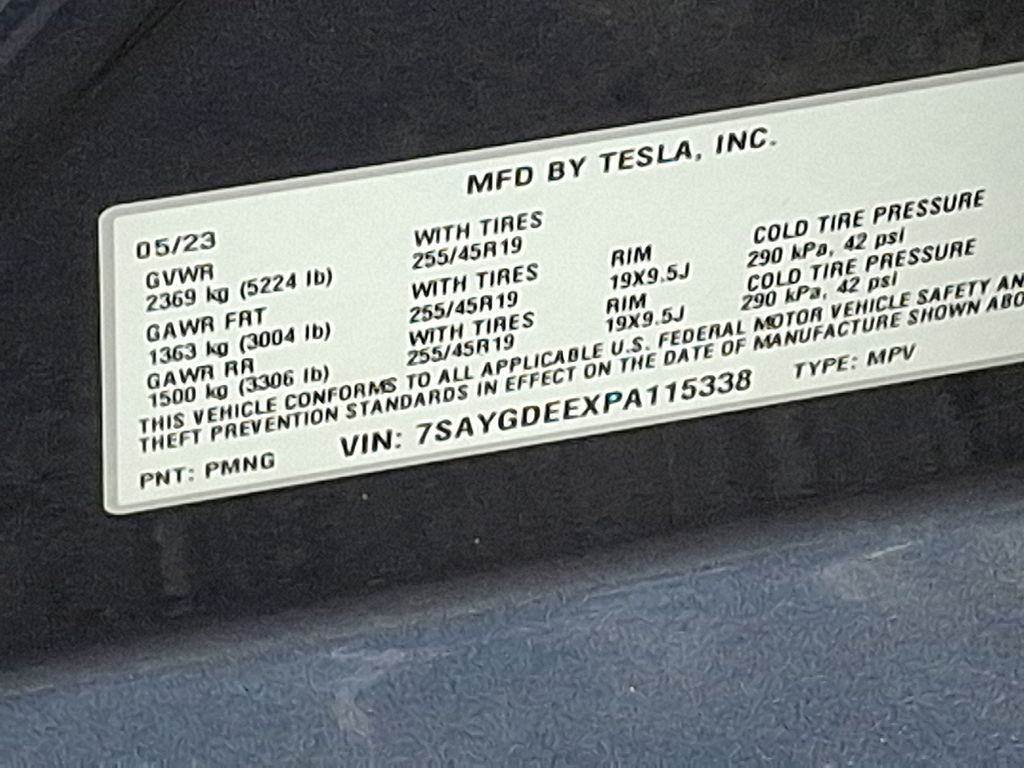 MFD BY TESLA, INC.
05/23
GVWR WITH TIRES RIM COLD TIRE PRESSURE
2369 kg (5224 lb) 255/45R19 19X9.5J 290 kPa, 42 psi
GAWR FRT WITH TIRES RIM COLD TIRE PRESSURE
1363 kg (3004 lb) 255/45R19 19X9.5J 290 kPa, 42 psi
GAWR RR WITH TIRES
1500 kg (3306 lb) 255/45R19
THIS VEHICLE CONFORMS TO ALL APPLICABLE U.S. FEDERAL MOTOR VEHICLE SAFETY AN
THEFT PREVENTION STANDARDS IN EFFECT ON THE DATE OF MANUFACTURE SHOWN ABO
PNT: PMNG VIN: 7SAYGDEEXPA115338 TYPE: MPV